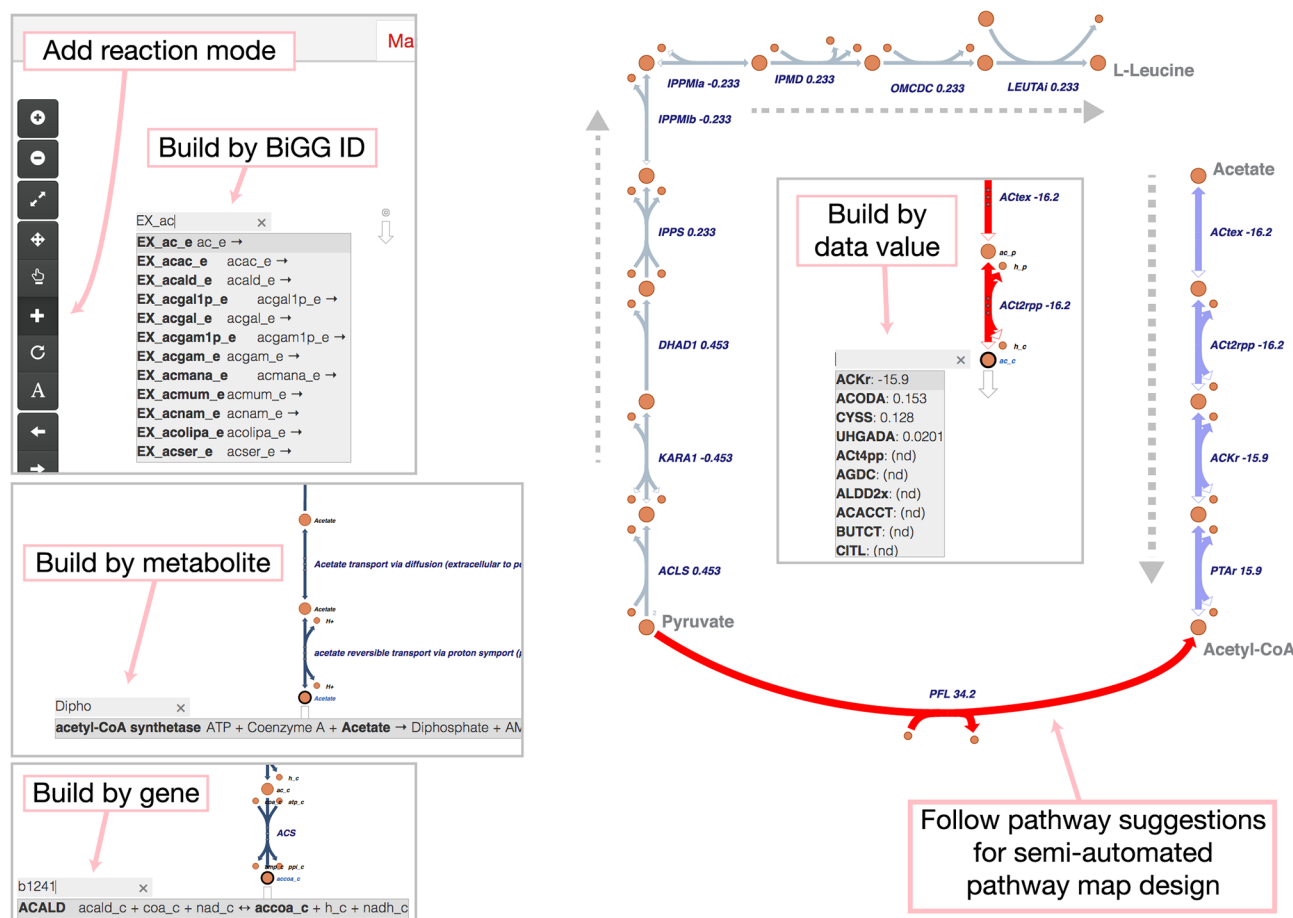 Add reaction mode
Ma
Build by BiGG ID
EX_ac
EX_ac_e ac_e →
EX_acac_e acac_e →
EX_acald_e acald_e →
EX_acgal1p_e acgal1p_e →
EX_acgal_e acgal_e →
EX_acgam1p_e acgam1p_e →
EX_acgam_e acgam_e →
EX_acmana_e acmana_e →
EX_acmum_e acmum_e →
EX_acnam_e acnam_e →
EX_acolipa_e acolipa_e →
EX_acser_e acser_e →
A
Build by metabolite
Acetate
Acetate transport via diffusion (extracellular to
Acetate
H+
acetate reversible transport via proton symport (
H+
Acetate
Dipho
acetyl-CoA synthetase ATP + Coenzyme A + Acetate → Diphosphate + AM
Build by gene
h_c
ac_c
coa_c atp_c
ACS
ppi_c
accoa_c
b1241
ACALD acald_c + coa_c + nad_c ↔ accoa_c + h_c + nadh_c
IPPMIa -0.233
IPMD 0.233
OMCDC 0.233
LEUTAi 0.233
L-Leucine
IPPMIb -0.233
IPPS 0.233
DHAD1 0.453
KARA1 -0.453
ACLS 0.453
Pyruvate
Build by
data value
ACtex -16.2
ac_p
h_p
ACt2rpp -16.2
h_c
ac_c
ACKr: -15.9
ACODA: 0.153
CYSS: 0.128
UHGADA: 0.0201
ACt4pp: (nd)
AGDC: (nd)
ALDD2x: (nd)
ACACCT: (nd)
BUTCT: (nd)
CITL: (nd)
Acetate
ACtex -16.2
ACt2rpp -16.2
ACKr -15.9
PTAr 15.9
Acetyl-CoA
PFL 34.2
Follow pathway suggestions
for semi-automated
pathway map design